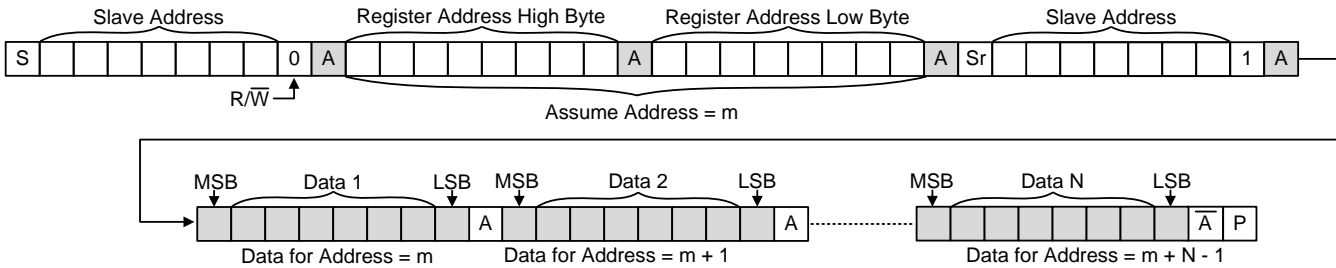 Slave Address Register Address High Byte Register Address Low Byte Slave Address
S 0 A A A Sr 1 A
R/W̅
Assume Address = m
MSB Data 1 LSB MSB Data 2 LSB MSB Data N LSB
A A A̅ P
Data for Address = m Data for Address = m + 1 Data for Address = m + N - 1